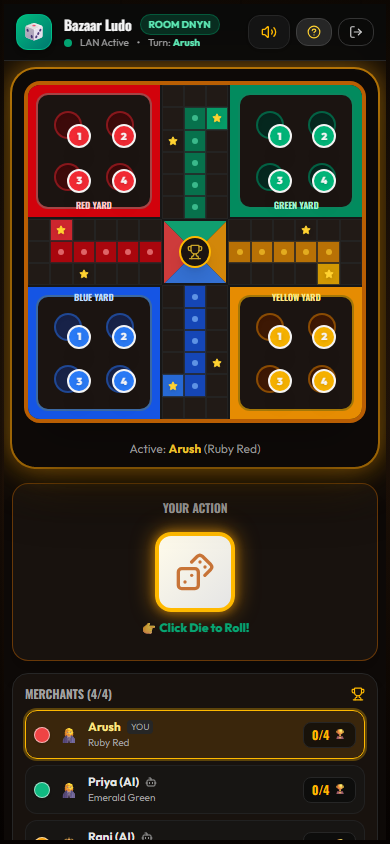 Bazaar Ludo
ROOM DNYN
LAN Active • Turn: Arush
1 2
3 4
RED YARD
1 2
3 4
GREEN YARD
BLUE YARD
1 2
3 4
YELLOW YARD
1 2
3 4
Active: Arush (Ruby Red)
YOUR ACTION
👉 Click Die to Roll!
MERCHANTS (4/4)
Arush YOU
Ruby Red
0/4
Priya (AI)
Emerald Green
0/4
Rani (AI)